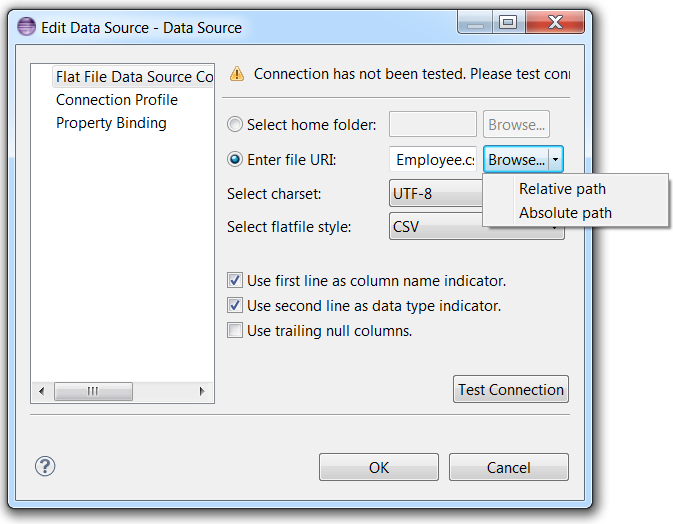 Edit Data Source - Data Source
Flat File Data Source Co
Connection Profile
Property Binding
Connection has not been tested. Please test con
Select home folder:
Browse...
Enter file URI:
Employee.cs
Browse...
Relative path
Absolute path
Select charset:
UTF-8
Select flatfile style:
CSV
Use first line as column name indicator.
Use second line as data type indicator.
Use trailing null columns.
Test Connection
?
OK
Cancel